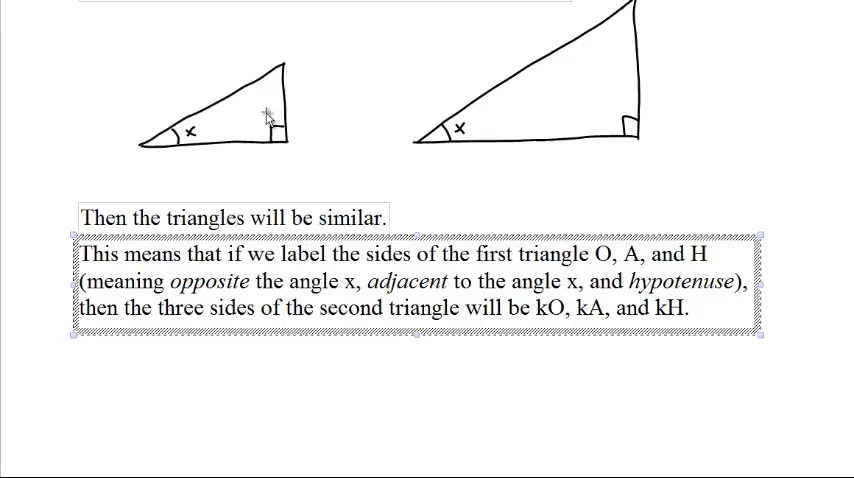 x
x
Then the triangles will be similar.
This means that if we label the sides of the first triangle O, A, and H
(meaning opposite the angle x, adjacent to the angle x, and hypotenuse),
then the three sides of the second triangle will be kO, kA, and kH.